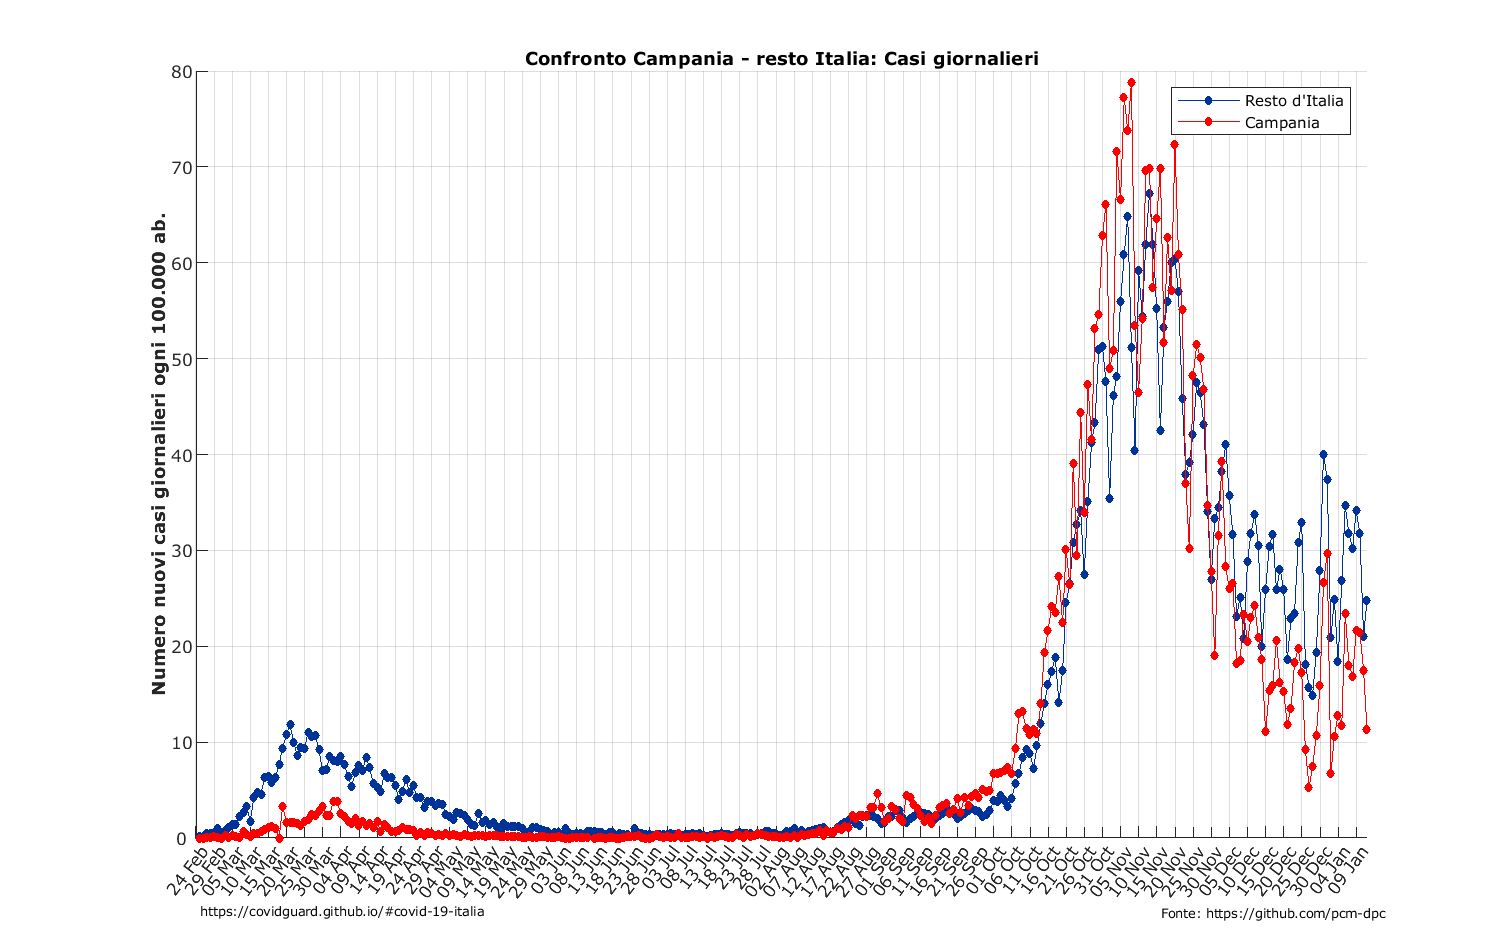 Confronto Campania - resto Italia: Casi giornalieri
Numero nuovi casi giornalieri ogni 100.000 ab.
80
70
60
50
40
30
20
10
0
Resto d'Italia
Campania
24 Feb
29 Feb
05 Mar
10 Mar
15 Mar
20 Mar
25 Mar
30 Mar
04 Apr
09 Apr
14 Apr
19 Apr
24 Apr
29 Apr
04 May
09 May
14 May
19 May
24 May
29 May
03 Jun
08 Jun
13 Jun
18 Jun
23 Jun
28 Jun
03 Jul
08 Jul
13 Jul
18 Jul
23 Jul
28 Jul
02 Aug
07 Aug
12 Aug
17 Aug
22 Aug
27 Aug
01 Sep
06 Sep
11 Sep
16 Sep
21 Sep
26 Sep
01 Oct
06 Oct
11 Oct
16 Oct
21 Oct
26 Oct
31 Oct
05 Nov
10 Nov
15 Nov
20 Nov
25 Nov
30 Nov
05 Dec
10 Dec
15 Dec
20 Dec
25 Dec
30 Dec
04 Jan
09 Jan
https://covidguard.github.io/#covid-19-italia
Fonte: https://github.com/pcm-dpc